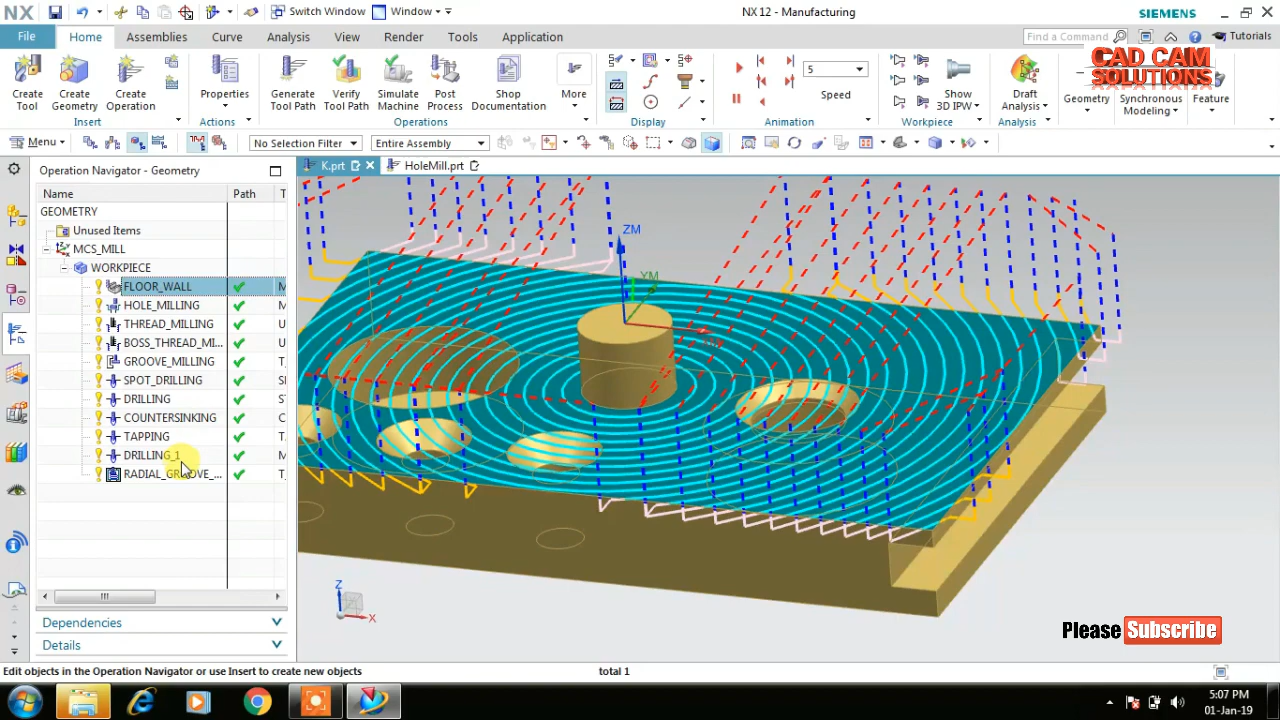 NX
Switch Window
Window
NX 12 - Manufacturing
SIEMENS
File
Home
Assemblies
Curve
Analysis
View
Render
Tools
Application
Find a Command
Tutorials
CAD CAM
SOLUTIONS
Create
Tool
Create
Geometry
Create
Operation
Properties
Generate
Tool Path
Verify
Tool Path
Simulate
Machine
Post
Process
Shop
Documentation
More
5
Speed
Show
3D IPW
Draft
Analysis
Geometry
Synchronous
Modeling
Feature
Insert
Actions
Operations
Display
Animation
Workpiece
Analysis
Menu
No Selection Filter
Entire Assembly
Operation Navigator - Geometry
K.prt
HoleMill.prt
Name
Path
T
GEOMETRY
Unused Items
MCS_MILL
WORKPIECE
FLOOR_WALL
M
HOLE_MILLING
M
THREAD_MILLING
U
BOSS_THREAD_MI...
U
GROOVE_MILLING
T_
SPOT_DRILLING
SP
DRILLING
ST
COUNTERSINKING
C
TAPPING
T.
DRILLING_1
M
RADIAL_GROOVE_...
T_
ZM
YM
Z
X
Dependencies
Details
Please Subscribe
Edit objects in the Operation Navigator or use Insert to create new objects
total 1
5:07 PM
01-Jan-19